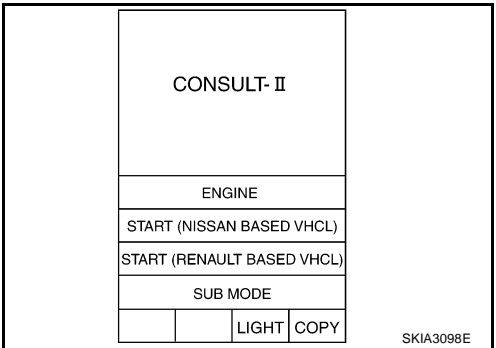 CONSULT-II
ENGINE
START (NISSAN BASED VHCL)
START (RENAULT BASED VHCL)
SUB MODE
LIGHT COPY
SKIA3098E